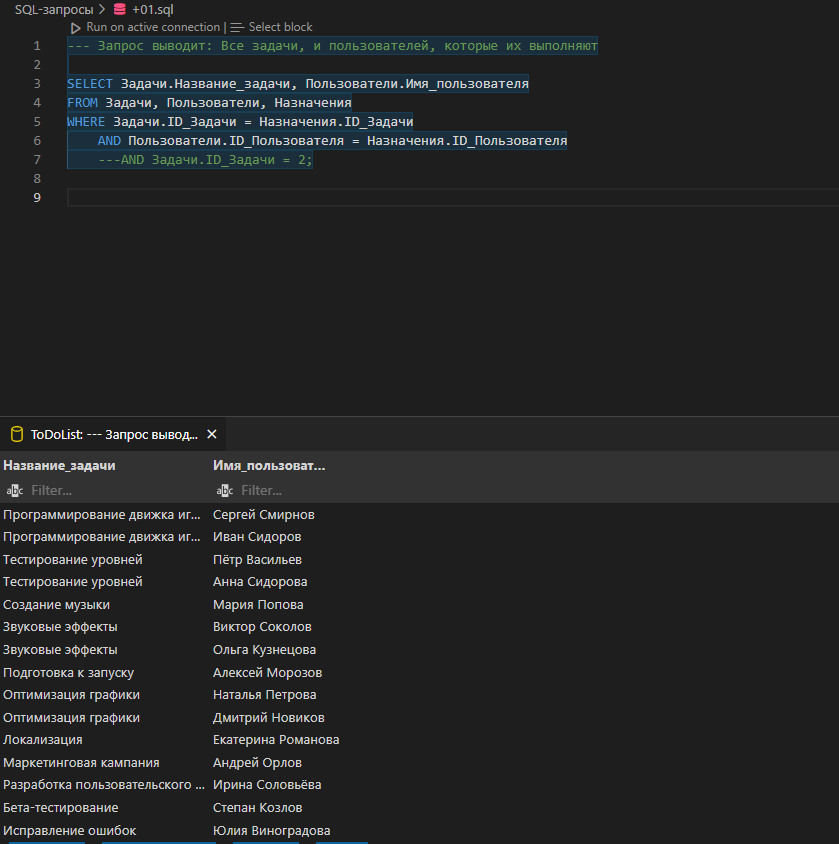 SQL-запросы > +01.sql
Run on active connection | Select block
1 --- Запрос выводит: Все задачи, и пользователей, которые их выполняют
2
3 SELECT Задачи.Название_задачи, Пользователи.Имя_пользователя
4 FROM Задачи, Пользователи, Назначения
5 WHERE Задачи.ID_Задачи = Назначения.ID_Задачи
6 AND Пользователи.ID_Пользователя = Назначения.ID_Пользователя
7 ---AND Задачи.ID_Задачи = 2;
8
9
ToDoList: --- Запрос вывод... ×
Название_задачи Имя_пользоват...
abc Filter... abc Filter...
Программирование движка иг... Сергей Смирнов
Программирование движка иг... Иван Сидоров
Тестирование уровней Пётр Васильев
Тестирование уровней Анна Сидорова
Создание музыки Мария Попова
Звуковые эффекты Виктор Соколов
Звуковые эффекты Ольга Кузнецова
Подготовка к запуску Алексей Морозов
Оптимизация графики Наталья Петрова
Оптимизация графики Дмитрий Новиков
Локализация Екатерина Романова
Маркетинговая кампания Андрей Орлов
Разработка пользовательского ... Ирина Соловьёва
Бета-тестирование Степан Козлов
Исправление ошибок Юлия Виноградова